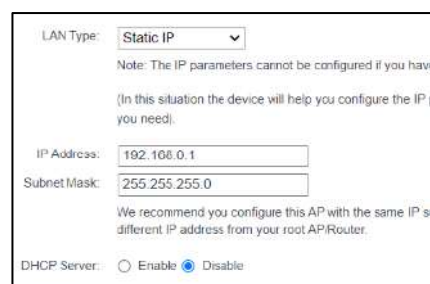 LAN Type: Static IP
Note: The IP parameters cannot be configured if you have
(In this situation the device will help you configure the IP
you need).
IP Address: 192.168.0.1
Subnet Mask: 255.255.255.0
We recommend you configure this AP with the same IP
different IP address from your root AP/Router.
DHCP Server: Enable Disable